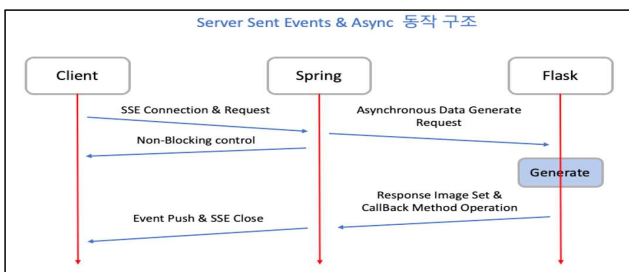 Server Sent Events & Async 동작 구조
Client
Spring
Flask
SSE Connection & Request
Asynchronous Data Generate
Request
Non-Blocking control
Generate
Response Image Set &
CallBack Method Operation
Event Push & SSE Close